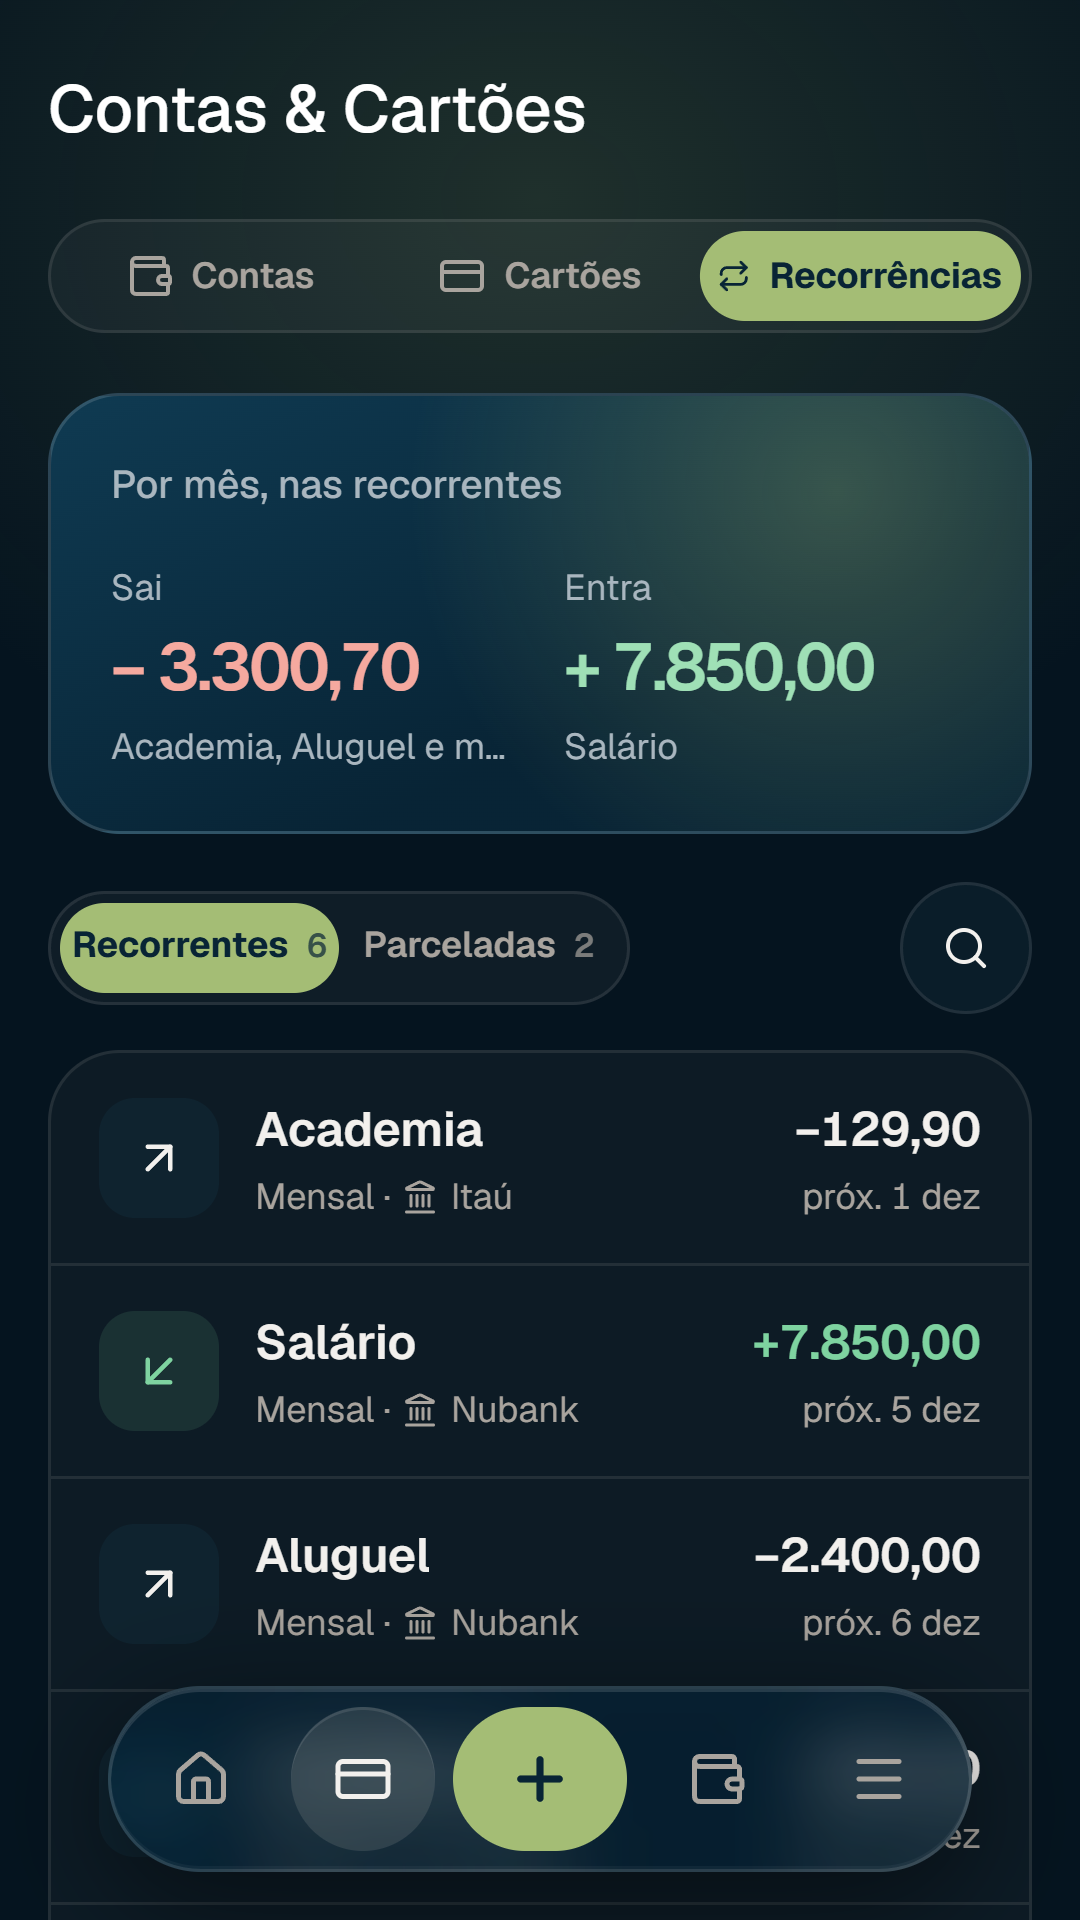 Contas & Cartões
Contas
Cartões
Recorrências
Por mês, nas recorrentes
Sai
Entra
– 3.300,70
+ 7.850,00
Academia, Aluguel e m...
Salário
Recorrentes 6
Parceladas 2
Academia
–129,90
Mensal · Itaú
próx. 1 dez
Salário
+7.850,00
Mensal · Nubank
próx. 5 dez
Aluguel
–2.400,00
Mensal · Nubank
próx. 6 dez